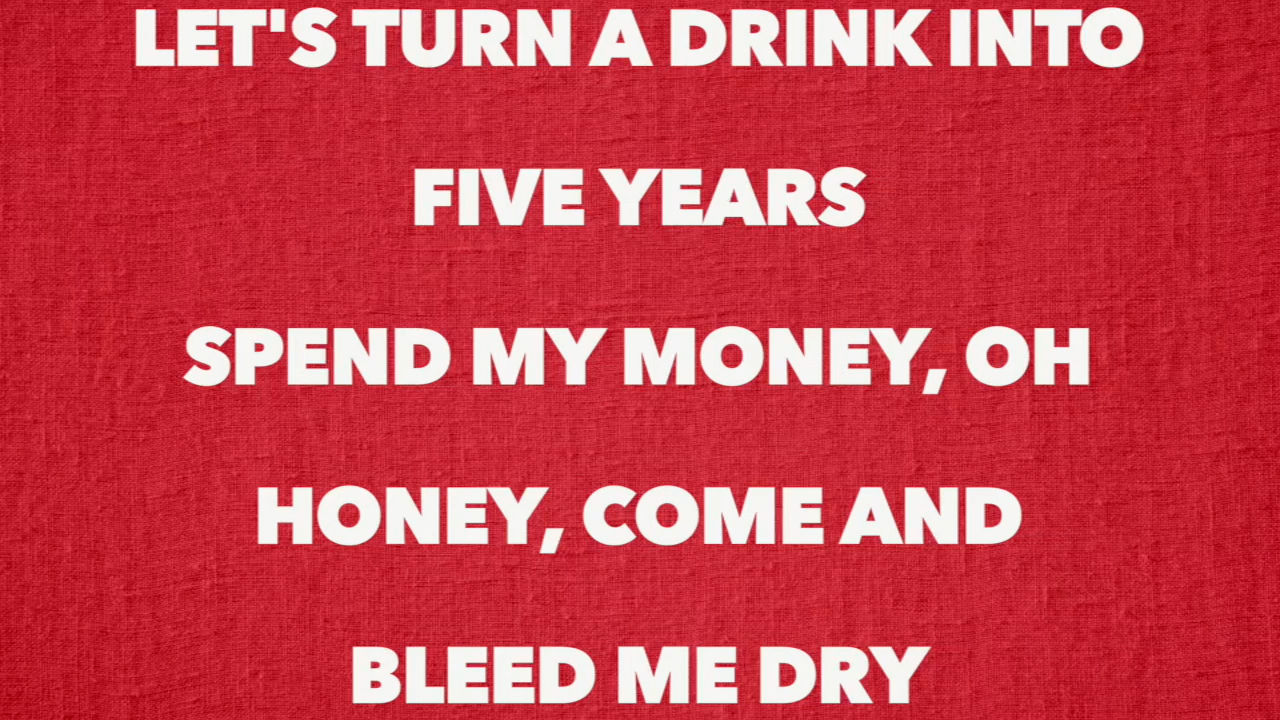 LET'S TURN A DRINK INTO
FIVE YEARS
SPEND MY MONEY, OH
HONEY, COME AND
BLEED ME DRY